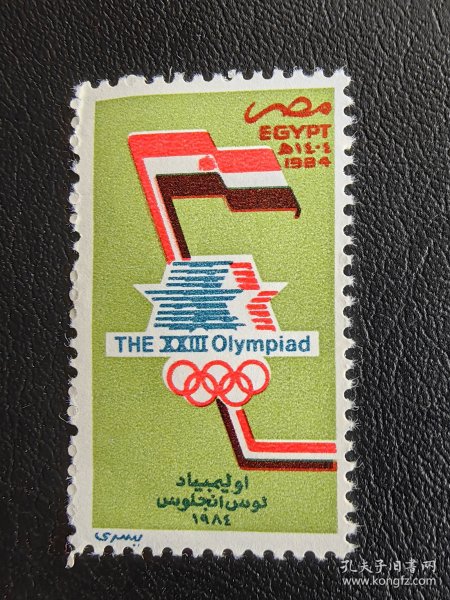 مصر
EGYPT
١٤٠٤هـ
1984
THE XXIII Olympiad
اوليمبياد
لوس انجلوس
١٩٨٤
يسرى
孔夫子旧书网
www.kongfz.com